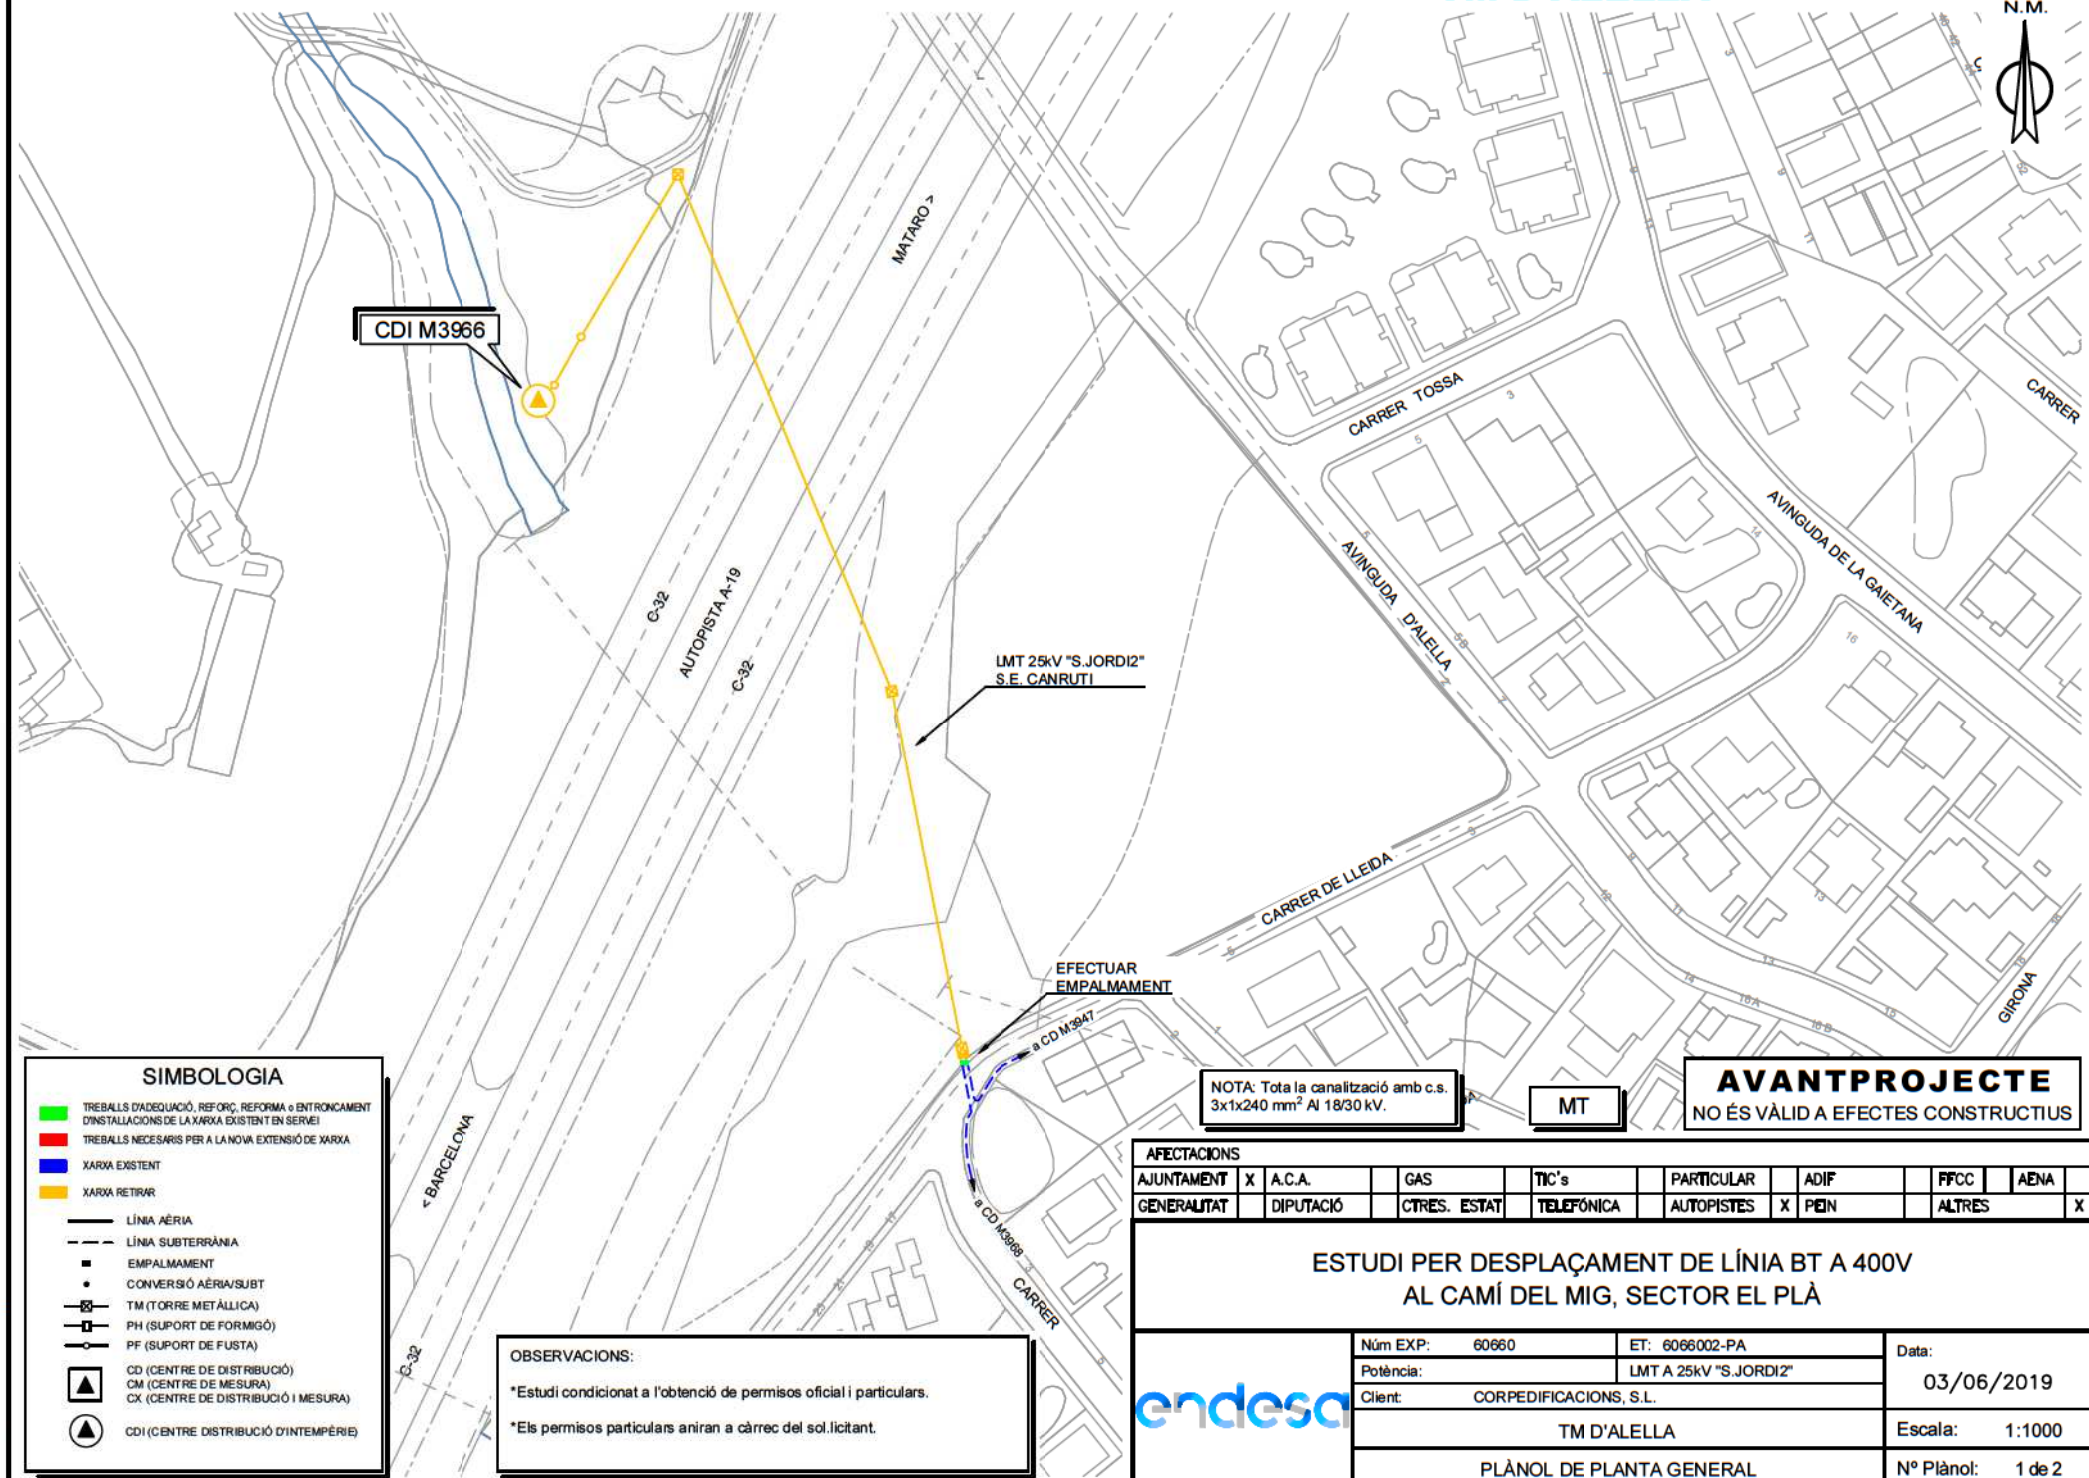 N.M.
MATARO >
CDI M3966
CARRER TOSSA
CARRER
AVINGUDA DE LA GAIETANA
AVINGUDA D'ALELLA
C-32
AUTOPISTA A-19
C-32
LMT 25kV "S.JORDI2"
S.E. CANRUTI
CARRER DE LLEIDA
EFECTUAR
EMPALMAMENT
a CD M3947
GIRONA
< BARCELONA
a CD M3968
CARRER
C-32
SIMBOLOGIA
TREBALLS D'ADEQUACIÓ, REFORÇ, REFORMA o ENTRONCAMENT
D'INSTAL·LACIONS DE LA XARXA EXISTENT EN SERVEI
TREBALLS NECESARIS PER A LA NOVA EXTENSIÓ DE XARXA
XARXA EXISTENT
XARXA RETIRAR
LÍNIA AÈRIA
LÍNIA SUBTERRÀNIA
EMPALMAMENT
CONVERSIÓ AÈRIA/SUBT
TM (TORRE METÀL·LICA)
PH (SUPORT DE FORMIGÓ)
PF (SUPORT DE FUSTA)
CD (CENTRE DE DISTRIBUCIÓ)
CM (CENTRE DE MESURA)
CX (CENTRE DE DISTRIBUCIÓ I MESURA)
CDI (CENTRE DISTRIBUCIÓ D'INTEMPÈRIE)
OBSERVACIONS:
*Estudi condicionat a l'obtenció de permisos oficial i particulars.
*Els permisos particulars aniran a càrrec del sol.licitant.
NOTA: Tota la canalització amb c.s.
3x1x240 mm² Al 18/30 kV.
MT
AVANTPROJECTE
NO ÉS VÀLID A EFECTES CONSTRUCTIUS
AFECTACIONS
AJUNTAMENT X A.C.A. GAS TIC's PARTICULAR ADIF FFCC AENA
GENERALITAT DIPUTACIÓ CTRES. ESTAT TELEFÓNICA AUTOPISTES X PEIN ALTRES X
ESTUDI PER DESPLAÇAMENT DE LÍNIA BT A 400V
AL CAMÍ DEL MIG, SECTOR EL PLÀ
endesa
Núm EXP: 60660 ET: 6066002-PA
Potència: LMT A 25kV "S.JORDI2"
Client: CORPEDIFICACIONS, S.L.
TM D'ALELLA
PLÀNOL DE PLANTA GENERAL
Data:
03/06/2019
Escala: 1:1000
Nº Plànol: 1 de 2